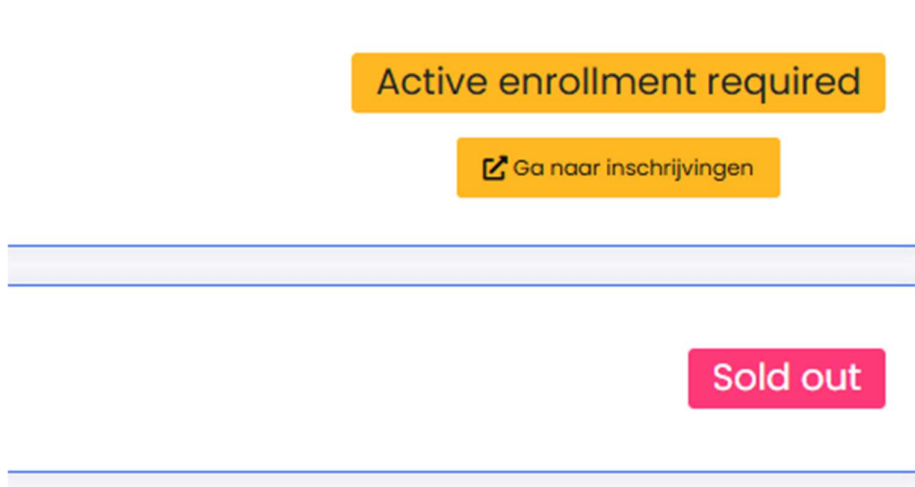 Active enrollment required
Ga naar inschrijvingen
Sold out